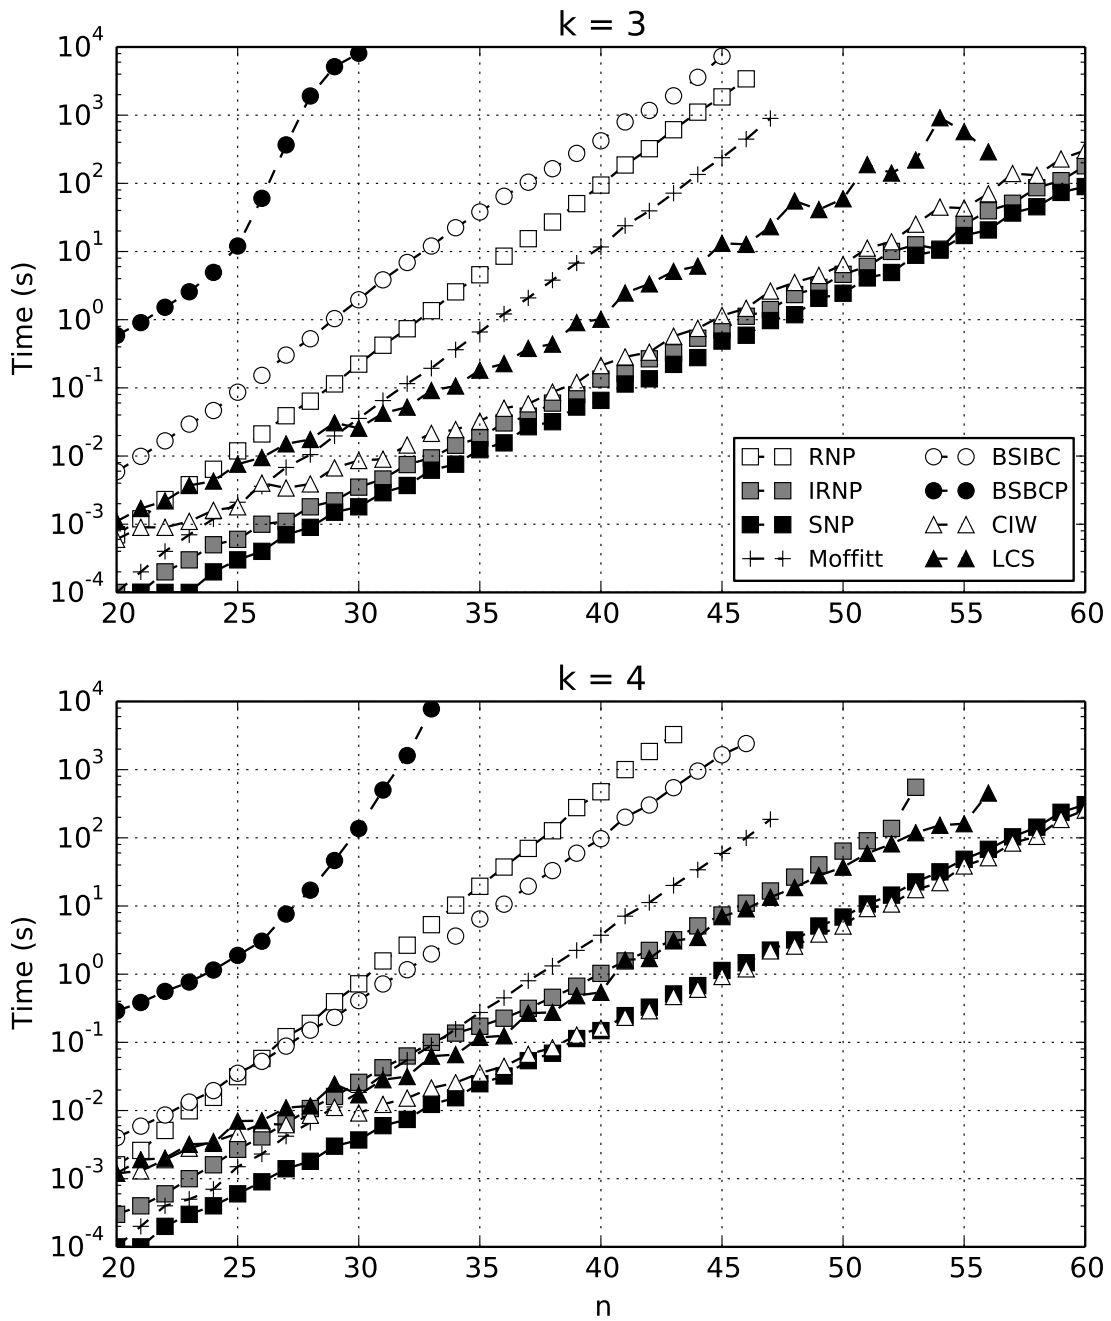 k = 3
Time (s)
10^4
10^3
10^2
10^1
10^0
10^-1
10^-2
10^-3
10^-4
20 25 30 35 40 45 50 55 60
RNP BSIBC
IRNP BSBCP
SNP CIW
Moffitt LCS
k = 4
Time (s)
10^4
10^3
10^2
10^1
10^0
10^-1
10^-2
10^-3
10^-4
20 25 30 35 40 45 50 55 60
n